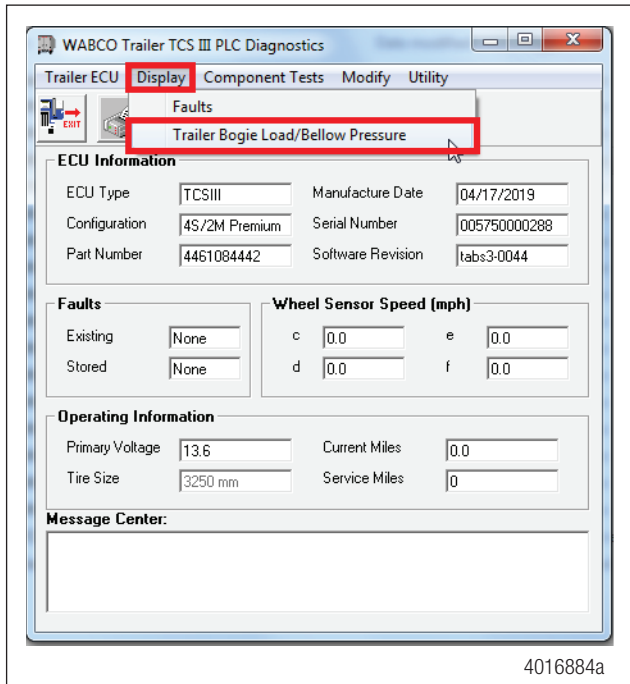 WABCO Trailer TCS III PLC Diagnostics
Trailer ECU Display Component Tests Modify Utility
EXIT
Faults
Trailer Bogie Load/Bellow Pressure
ECU Information
ECU Type TCSIII Manufacture Date 04/17/2019
Configuration 4S/2M Premium Serial Number 005750000288
Part Number 4461084442 Software Revision tabs3-0044
Faults Wheel Sensor Speed (mph)
Existing None c 0.0 e 0.0
Stored None d 0.0 f 0.0
Operating Information
Primary Voltage 13.6 Current Miles 0.0
Tire Size 3250 mm Service Miles 0
Message Center:
4016884a